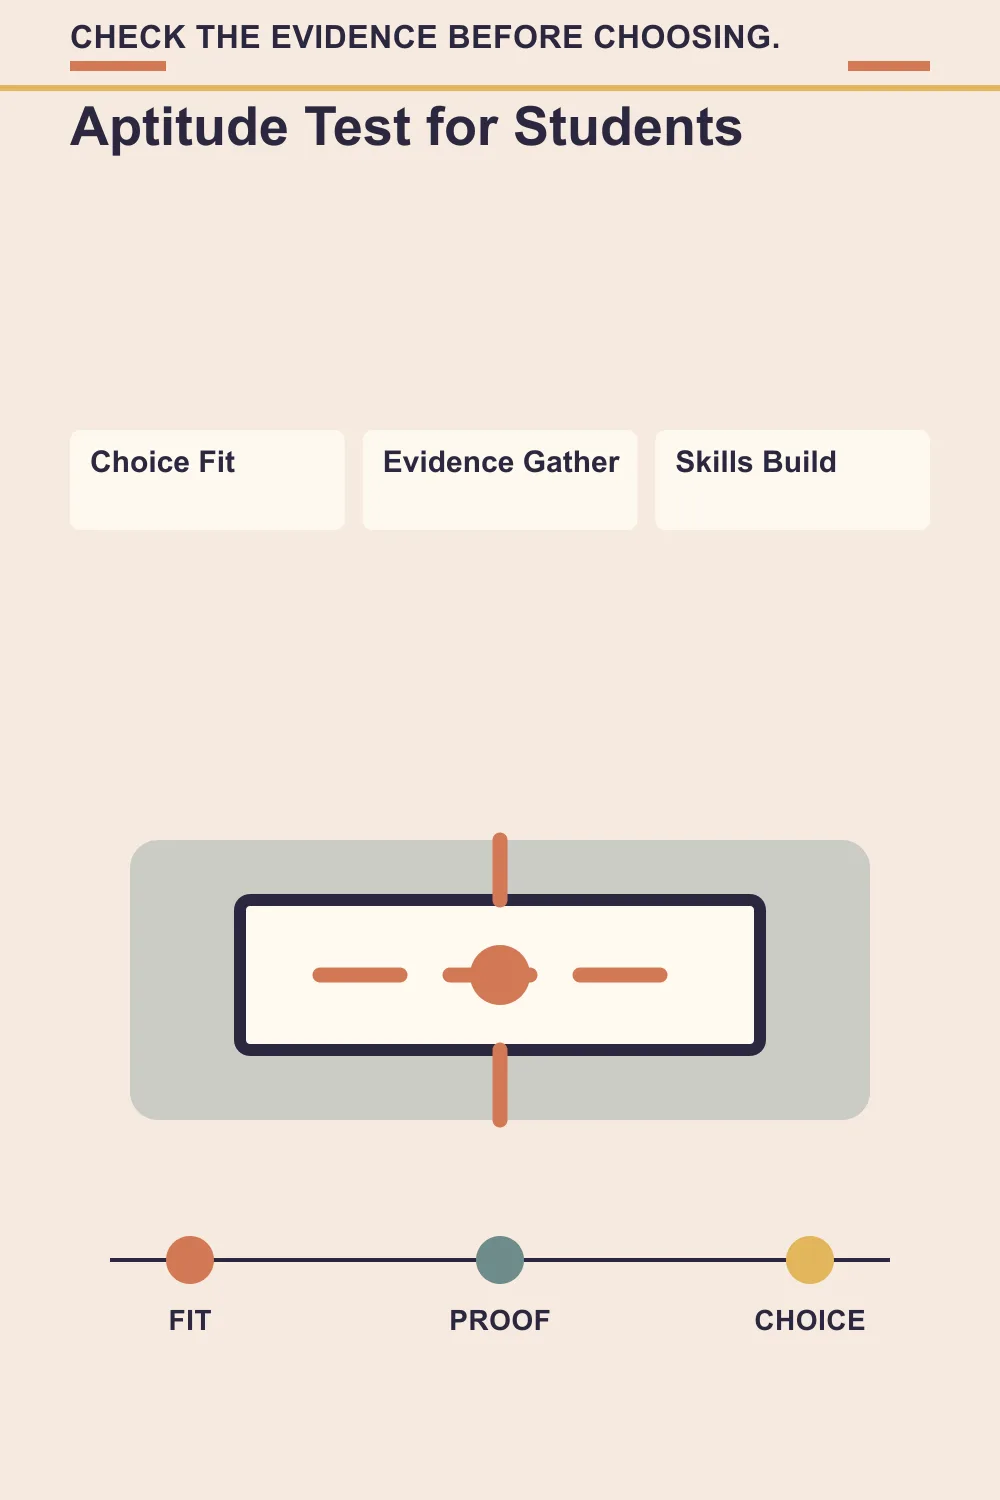 CHECK THE EVIDENCE BEFORE CHOOSING.
Aptitude Test for Students
Choice Fit
Evidence Gather
Skills Build
FIT
PROOF
CHOICE